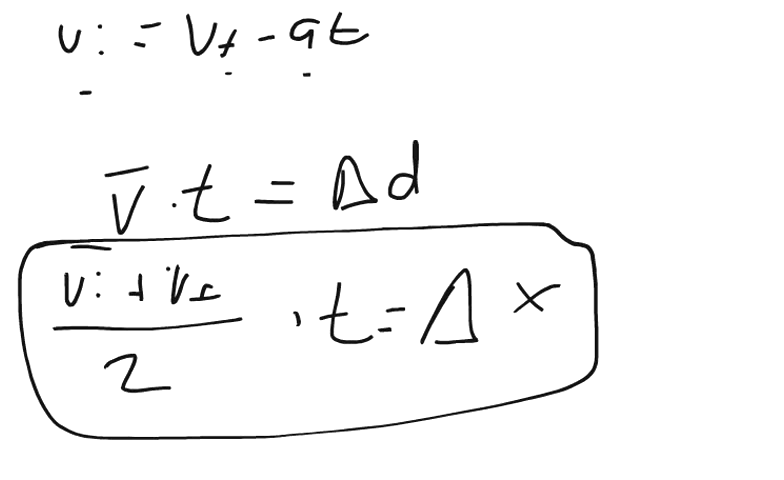 vi = Vf - at
V̅ · t = Δd
(vi + Vf)/2 · t = Δx